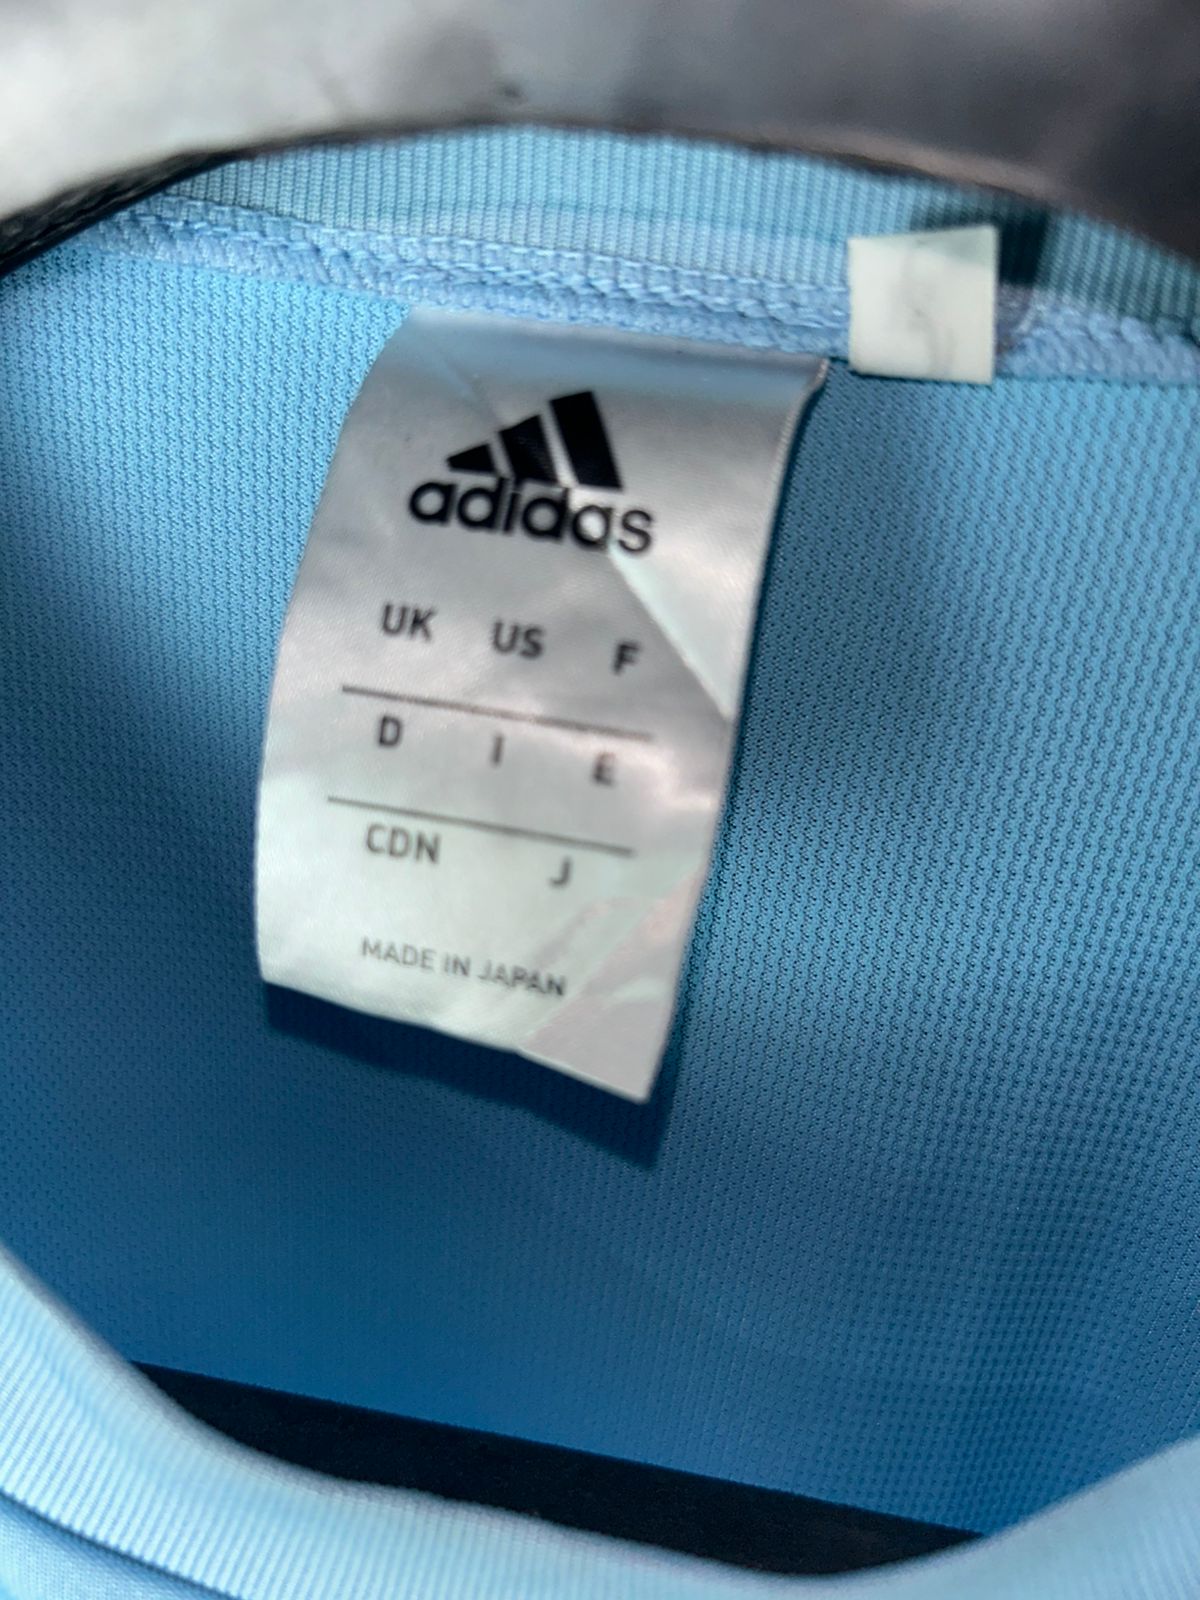 adidas
UK US F
D I E
CDN J
MADE IN JAPAN